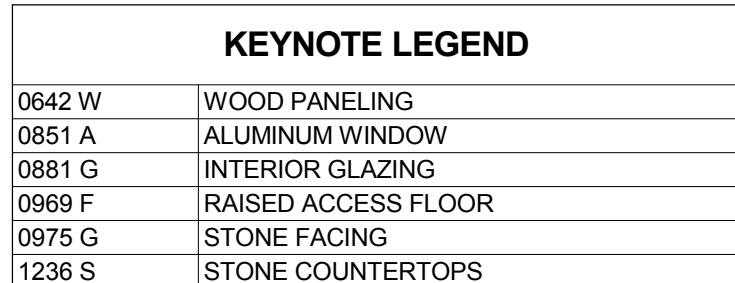 KEYNOTE LEGEND
0642 W WOOD PANELING
0851 A ALUMINUM WINDOW
0881 G INTERIOR GLAZING
0969 F RAISED ACCESS FLOOR
0975 G STONE FACING
1236 S STONE COUNTERTOPS